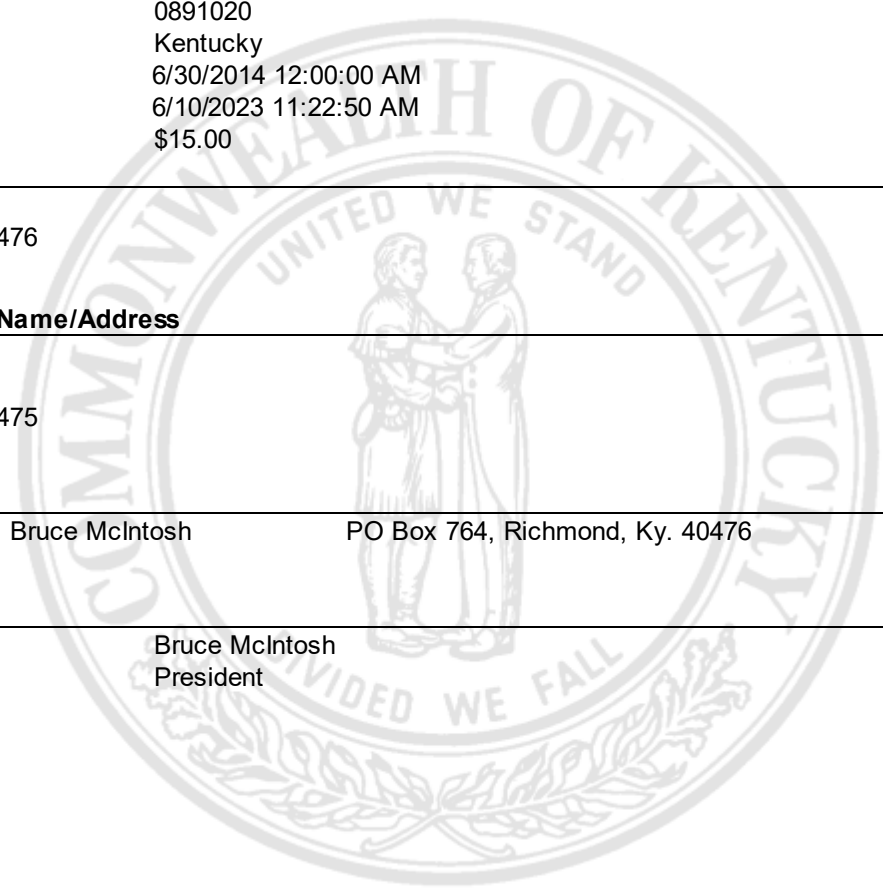 0891020
Kentucky
6/30/2014 12:00:00 AM
6/10/2023 11:22:50 AM
$15.00
476
Name/Address
475
Bruce McIntosh PO Box 764, Richmond, Ky. 40476
Bruce McIntosh
President
COMMONWEALTH OF KENTUCKY
UNITED WE STAND
DIVIDED WE FALL